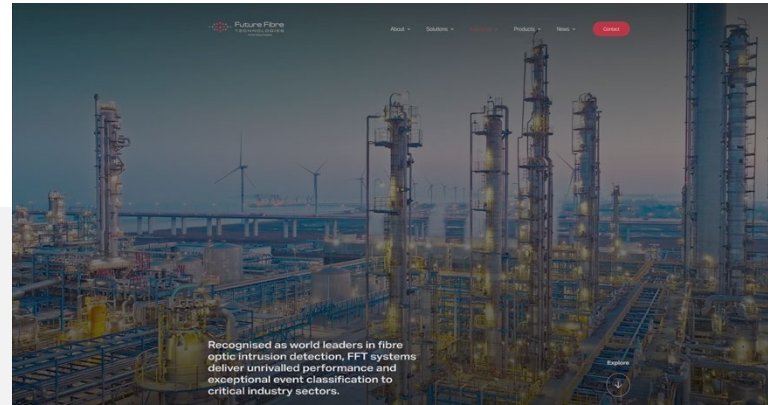 Future Fibre
TECHNOLOGIES
About
Solutions
Products
News
Contact
Recognised as world leaders in fibre
optic intrusion detection, FFT systems
deliver unrivalled performance and
exceptional event classification to
critical industry sectors.
Explore